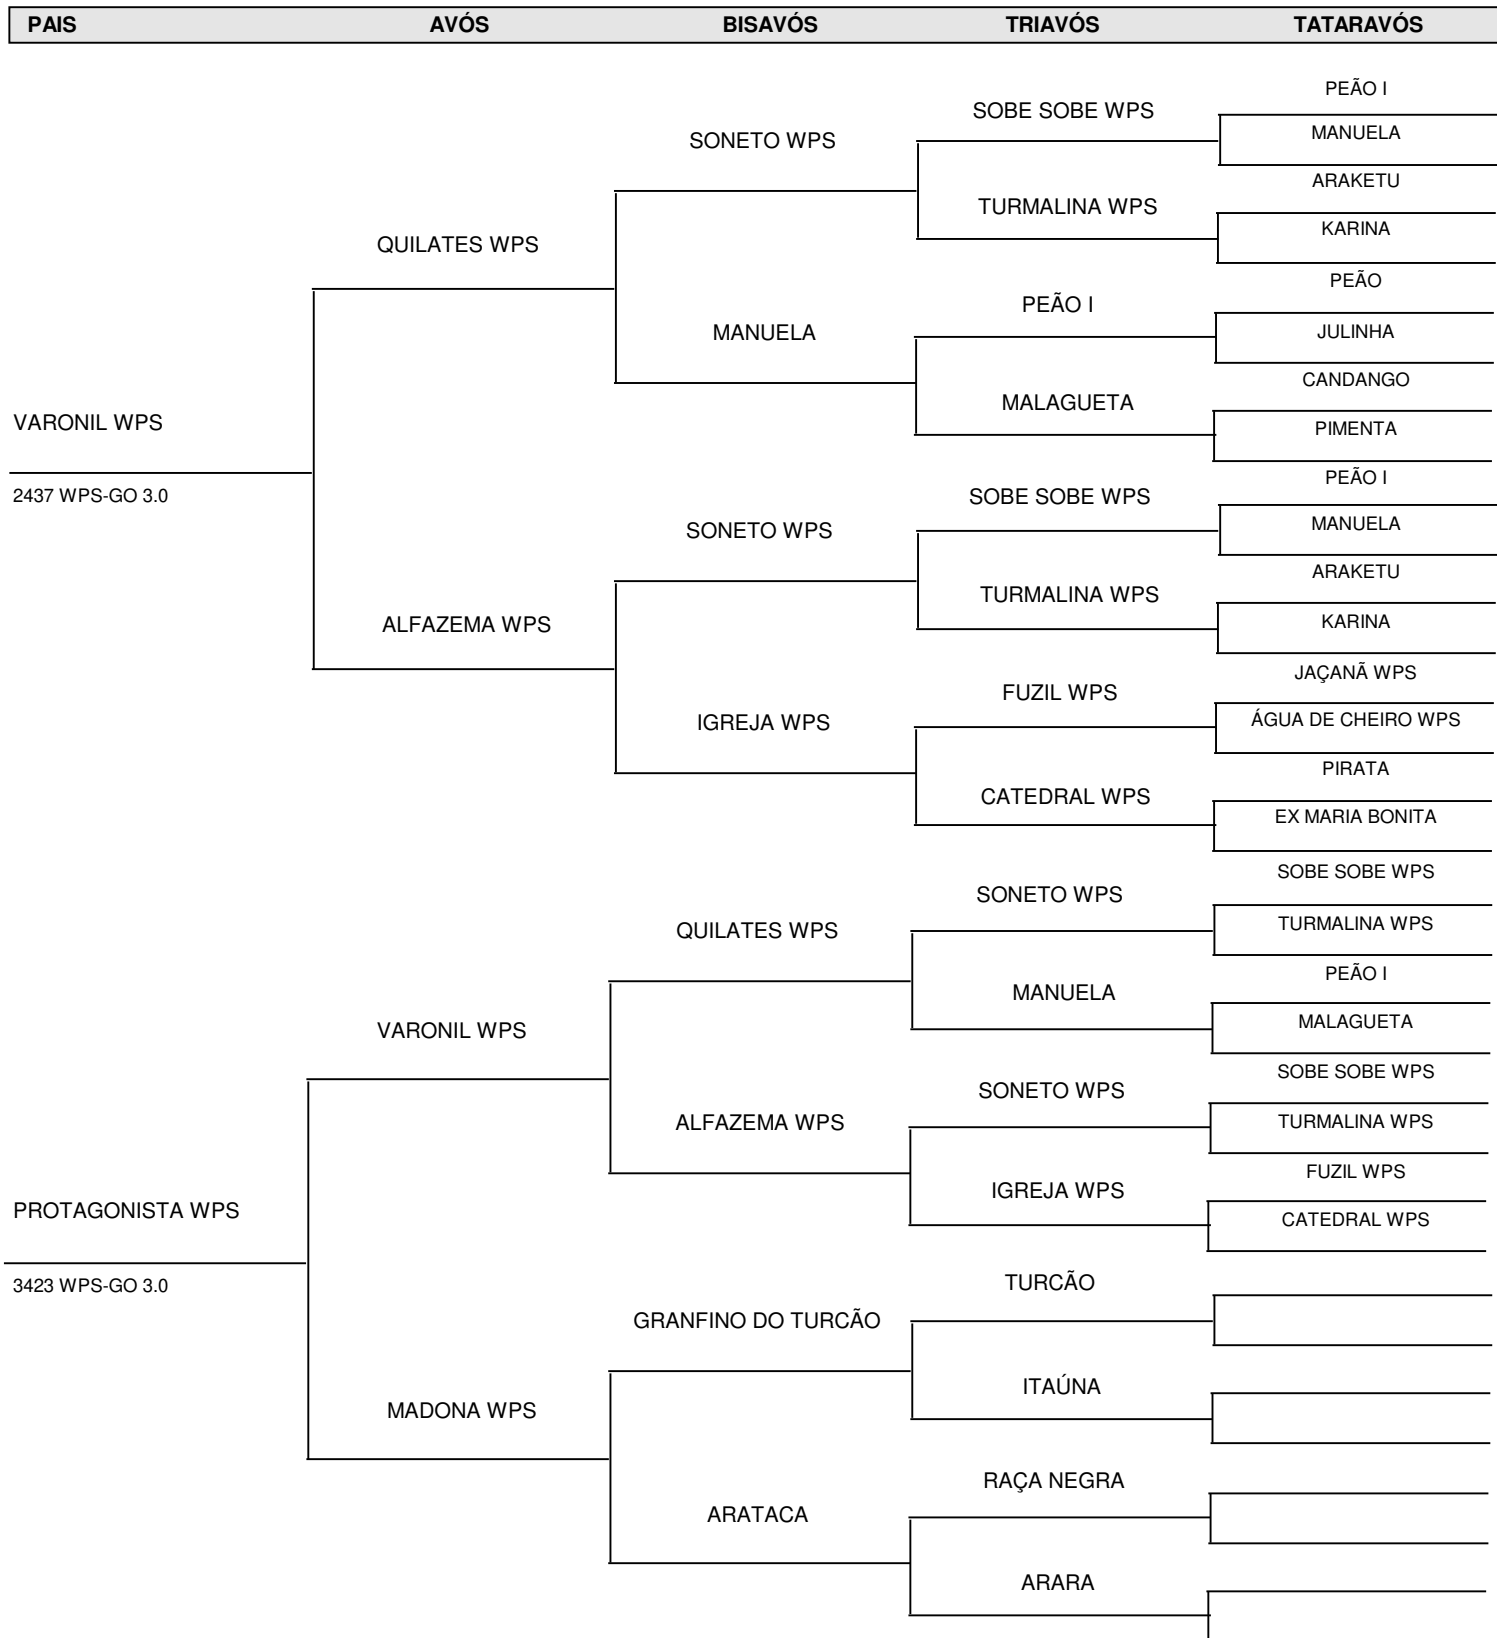 PAIS AVÓS BISAVÓS TRIAVÓS TATARAVÓS
PEÃO I
SOBE SOBE WPS
MANUELA
SONETO WPS
ARAKETU
TURMALINA WPS
KARINA
QUILATES WPS
PEÃO
PEÃO I
JULINHA
MANUELA
CANDANGO
MALAGUETA
PIMENTA
VARONIL WPS
2437 WPS-GO 3.0
PEÃO I
SOBE SOBE WPS
MANUELA
SONETO WPS
ARAKETU
TURMALINA WPS
KARINA
ALFAZEMA WPS
JAÇANÃ WPS
FUZIL WPS
ÁGUA DE CHEIRO WPS
IGREJA WPS
PIRATA
CATEDRAL WPS
EX MARIA BONITA
SOBE SOBE WPS
SONETO WPS
TURMALINA WPS
QUILATES WPS
PEÃO I
MANUELA
MALAGUETA
VARONIL WPS
SOBE SOBE WPS
SONETO WPS
TURMALINA WPS
ALFAZEMA WPS
FUZIL WPS
IGREJA WPS
CATEDRAL WPS
PROTAGONISTA WPS
3423 WPS-GO 3.0
TURCÃO
GRANFINO DO TURCÃO
ITAÚNA
MADONA WPS
RAÇA NEGRA
ARATACA
ARARA